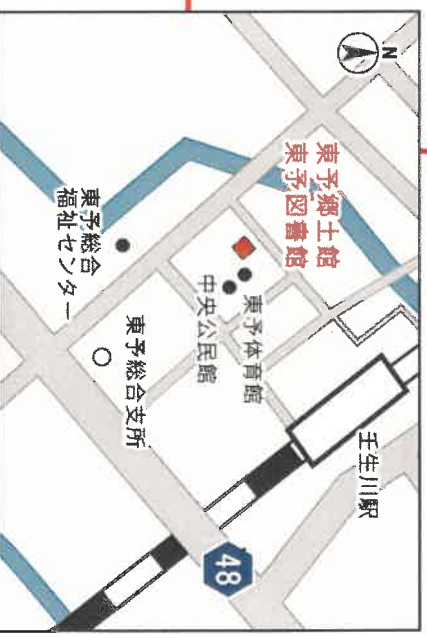 N
東予郷土館
東予図書館
東予体育館
中央公民館
東予総合
福祉センター
東予総合支所
壬生川駅
48